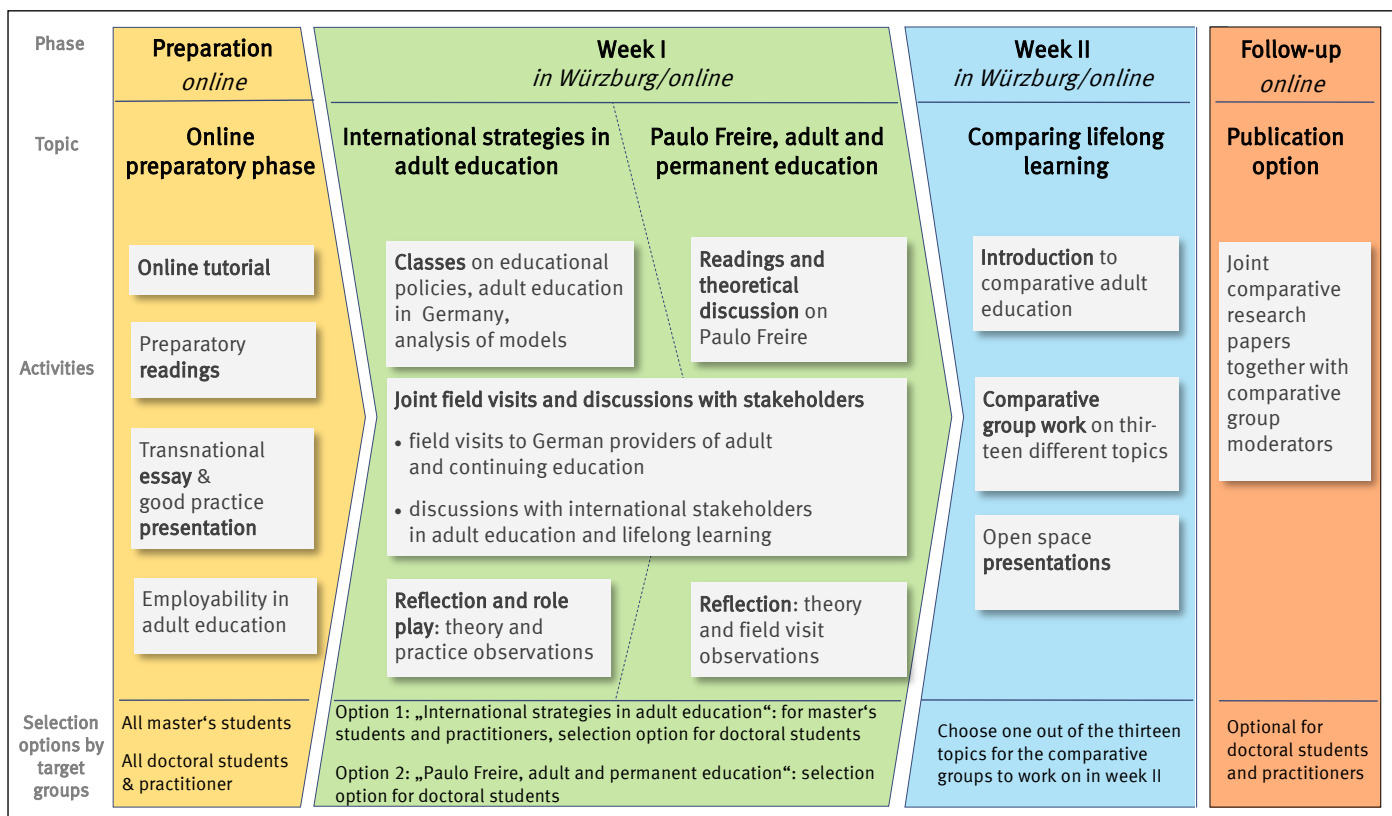 Phase
Preparation
online
Week I
in Würzburg/online
Week II
in Würzburg/online
Follow-up
online
Topic
Online
preparatory phase
International strategies in
adult education
Paulo Freire, adult and
permanent education
Comparing lifelong
learning
Publication
option
Activities
Online tutorial
Preparatory
readings
Transnational
essay &
good practice
presentation
Employability in
adult education
Classes on educational
policies, adult education
in Germany,
analysis of models
Readings and
theoretical
discussion on
Paulo Freire
Joint field visits and discussions with stakeholders
• field visits to German providers of adult
and continuing education
• discussions with international stakeholders
in adult education and lifelong learning
Reflection and role
play: theory and
practice observations
Reflection: theory
and field visit
observations
Introduction to
comparative adult
education
Comparative
group work on thir-
teen different topics
Open space
presentations
Joint
comparative
research
papers
together with
comparative
group
moderators
Selection
options by
target
groups
All master‘s students
All doctoral students
& practitioner
Option 1: „International strategies in adult education“: for master‘s
students and practitioners, selection option for doctoral students
Option 2: „Paulo Freire, adult and permanent education“: selection
option for doctoral students
Choose one out of the thirteen
topics for the comparative
groups to work on in week II
Optional for
doctoral students
and practitioners